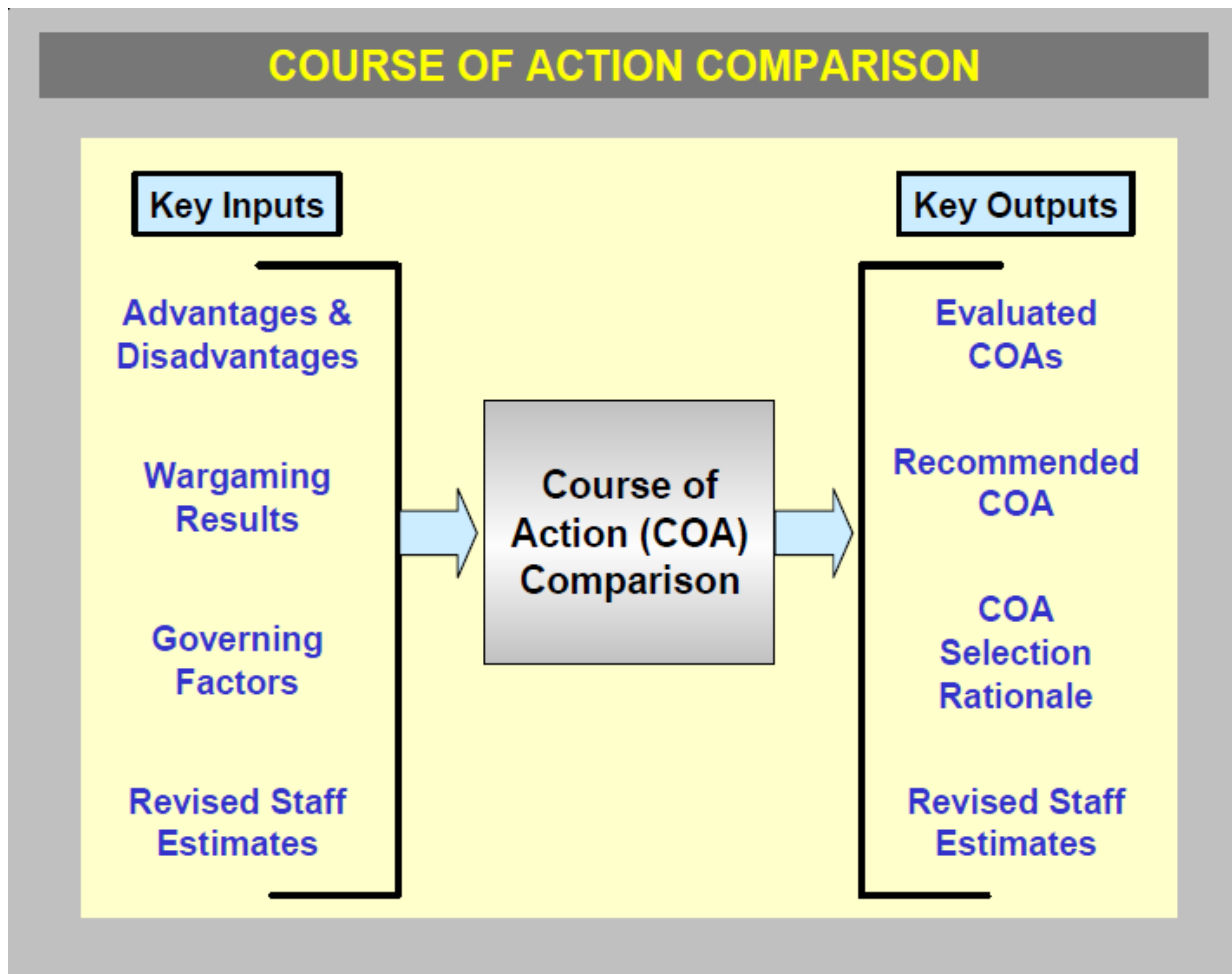 COURSE OF ACTION COMPARISON
Key Inputs
Advantages &
Disadvantages
Wargaming
Results
Governing
Factors
Revised Staff
Estimates
Course of
Action (COA)
Comparison
Key Outputs
Evaluated
COAs
Recommended
COA
COA
Selection
Rationale
Revised Staff
Estimates